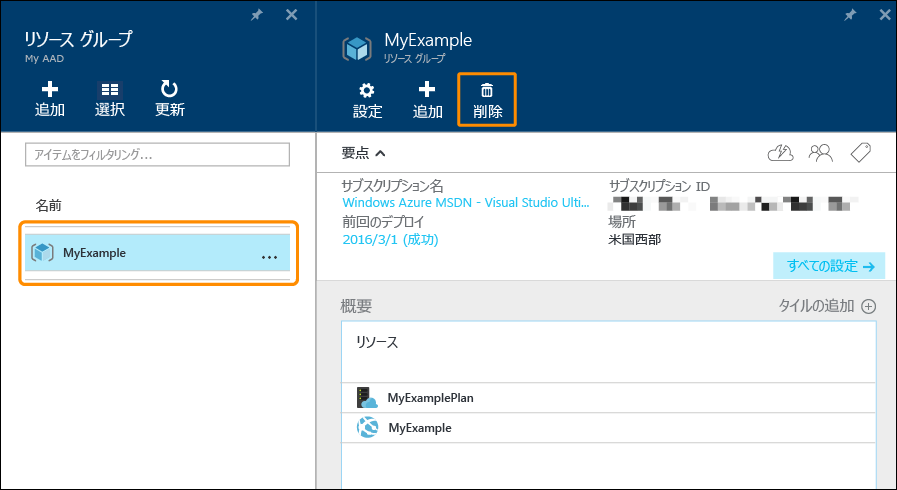 リソース グループ
My AAD
追加
選択
更新
アイテムをフィルタリング...
名前
MyExample
...
MyExample
リソース グループ
設定
追加
削除
要点
サブスクリプション名
Windows Azure MSDN - Visual Studio Ulti...
前回のデプロイ
2016/3/1 (成功)
サブスクリプション ID
場所
米国西部
すべての設定 →
概要
タイルの追加
リソース
MyExamplePlan
MyExample